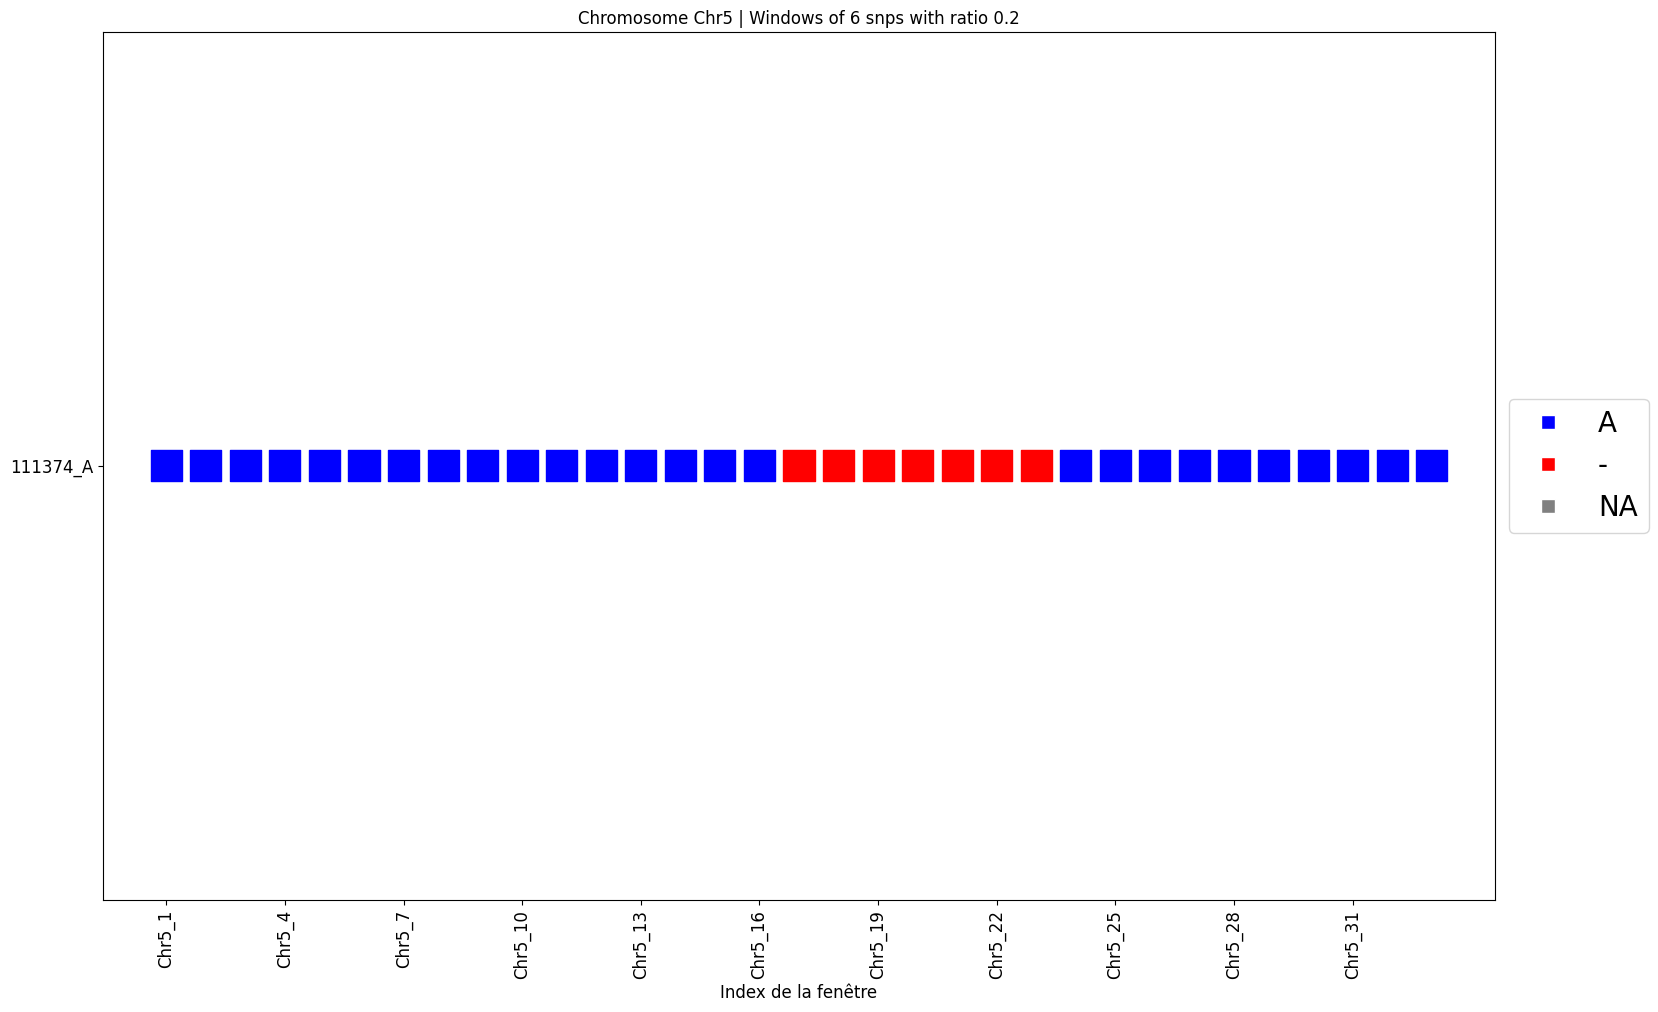 Chromosome Chr5 | Windows of 6 snps with ratio 0.2
111374_A
A
-
NA
Chr5_1
Chr5_4
Chr5_7
Chr5_10
Chr5_13
Chr5_16
Chr5_19
Chr5_22
Chr5_25
Chr5_28
Chr5_31
Index de la fenêtre